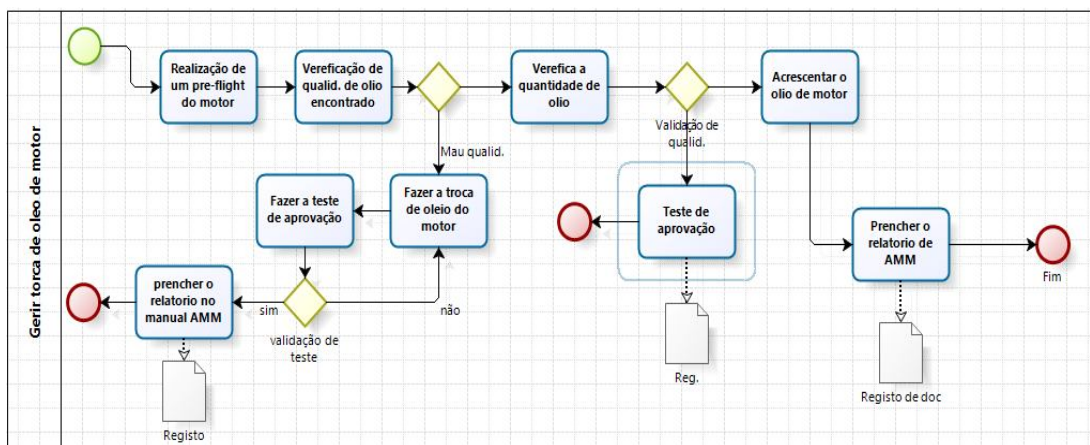 Gerir torca de oleo de motor
Realização de
um pre-flight
do motor
Vereficação de
qualid. de olio
encontrado
Verefica a
quantidade de
olio
Validação de
qualid.
Acrescentar o
olio de motor
Mau qualid.
Fazer a teste
de aprovação
Fazer a troca
de oleio do
motor
Teste de
aprovação
Prencher o
relatorio de
AMM
Fim
prencher o
relatorio no
manual AMM
sim
não
validação de
teste
Registo
Reg.
Registo de doc